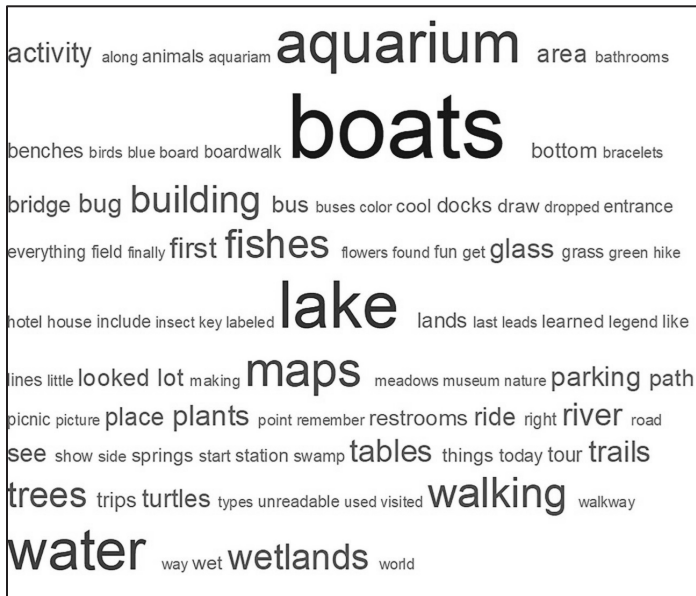 activity along animals aquariam aquarium area bathrooms
benches birds blue board boardwalk boats bottom bracelets
bridge bug building bus buses color cool docks draw dropped entrance
everything field finally first fishes flowers found fun get glass grass green hike
hotel house include insect key labeled lake lands last leads learned legend like
lines little looked lot making maps meadows museum nature parking path
picnic picture place plants point remember restrooms ride right river road
see show side springs start station swamp tables things today tour trails
trees trips turtles types unreadable used visited walking walkway
water way wet wetlands world